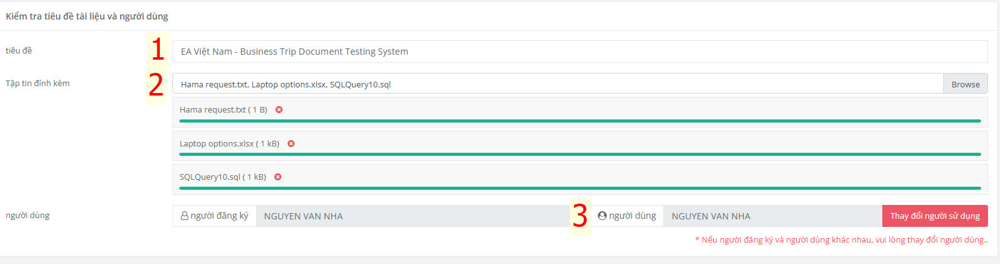 Kiểm tra tiêu đề tài liệu và người dùng
tiêu đề 1 EA Việt Nam - Business Trip Document Testing System
Tập tin đính kèm 2 Hama request.txt, Laptop options.xlsx, SQLQuery10.sql Browse
Hama request.txt ( 1 B)
Laptop options.xlsx ( 1 kB)
SQLQuery10.sql ( 1 kB)
người dùng người đăng ký NGUYEN VAN NHA 3 người dùng NGUYEN VAN NHA Thay đổi người sử dụng
* Nếu người đăng ký và người dùng khác nhau, vui lòng thay đổi người dùng..